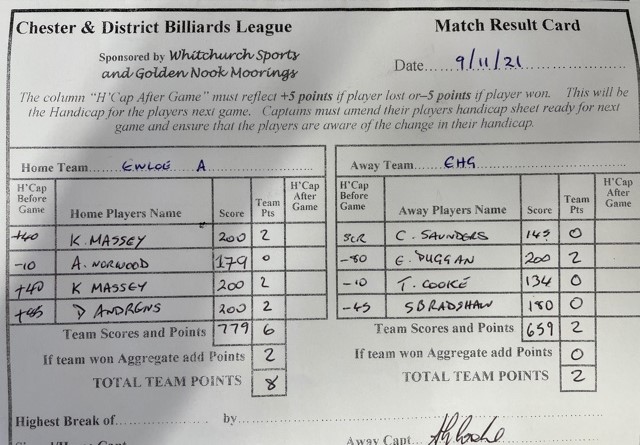 Chester & District Billiards League
Match Result Card
Sponsored by Whitchurch Sports
and Golden Nook Moorings
Date......9/11/21
The column "H'Cap After Game" must reflect +5 points if player lost or–5 points if player won. This will be
the Handicap for the players next game. Captains must amend their players handicap sheet ready for next
game and ensure that the players are aware of the change in their handicap.
Home Team......EWLOE A
H'Cap Before Game Home Players Name Score Team Pts H'Cap After Game
+40 K. MASSEY 200 2
-10 A. NORWOOD 179 0
+40 K MASSEY 200 2
D ANDREWS 200 2
Team Scores and Points 779 6
If team won Aggregate add Points 2
TOTAL TEAM POINTS 8
Away Team......EHG
H'Cap Before Game Away Players Name Score Team Pts H'Cap After Game
SCR C. SAUNDERS 145 0
-80 E. DUGGAN 200 2
-10 T. COOKE 134 0
-45 S BRADSHAW 180 0
Team Scores and Points 659 2
If team won Aggregate add Points 0
TOTAL TEAM POINTS 2
Highest Break of......by......
Away Capt